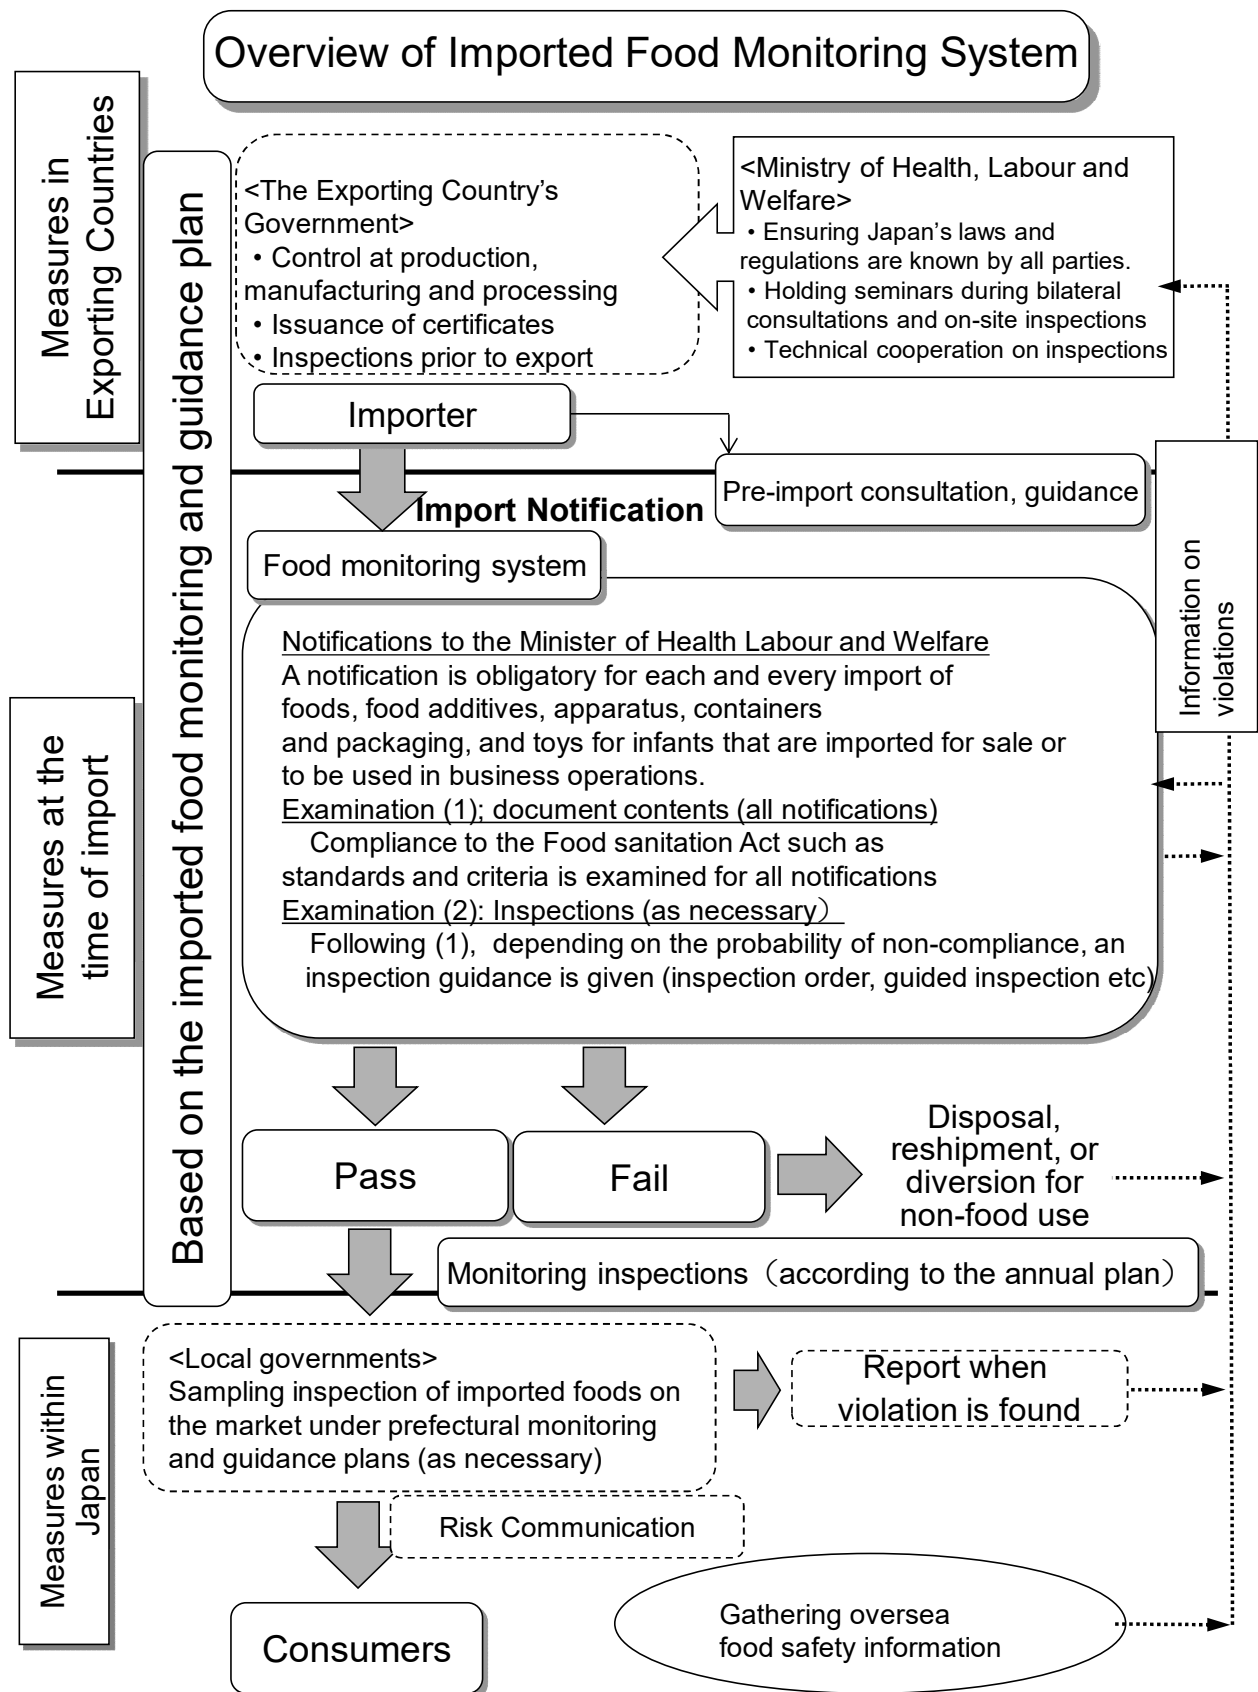 Overview of Imported Food Monitoring System
Measures in
Exporting Countries
Based on the imported food monitoring and guidance plan
<The Exporting Country's
Government>
・Control at production,
manufacturing and processing
・Issuance of certificates
・Inspections prior to export
<Ministry of Health, Labour and
Welfare>
・Ensuring Japan's laws and
regulations are known by all parties.
・Holding seminars during bilateral
consultations and on-site inspections
・Technical cooperation on inspections
Importer
Pre-import consultation, guidance
Import Notification
Information on
violations
Measures at the
time of import
Food monitoring system
Notifications to the Minister of Health Labour and Welfare
A notification is obligatory for each and every import of
foods, food additives, apparatus, containers
and packaging, and toys for infants that are imported for sale or
to be used in business operations.
Examination (1); document contents (all notifications)
Compliance to the Food sanitation Act such as
standards and criteria is examined for all notifications
Examination (2): Inspections (as necessary）
Following (1), depending on the probability of non-compliance, an
inspection guidance is given (inspection order, guided inspection etc)
Pass
Fail
Disposal,
reshipment, or
diversion for
non-food use
Monitoring inspections（according to the annual plan）
Measures within
Japan
<Local governments>
Sampling inspection of imported foods on
the market under prefectural monitoring
and guidance plans (as necessary)
Report when
violation is found
Risk Communication
Consumers
Gathering oversea
food safety information